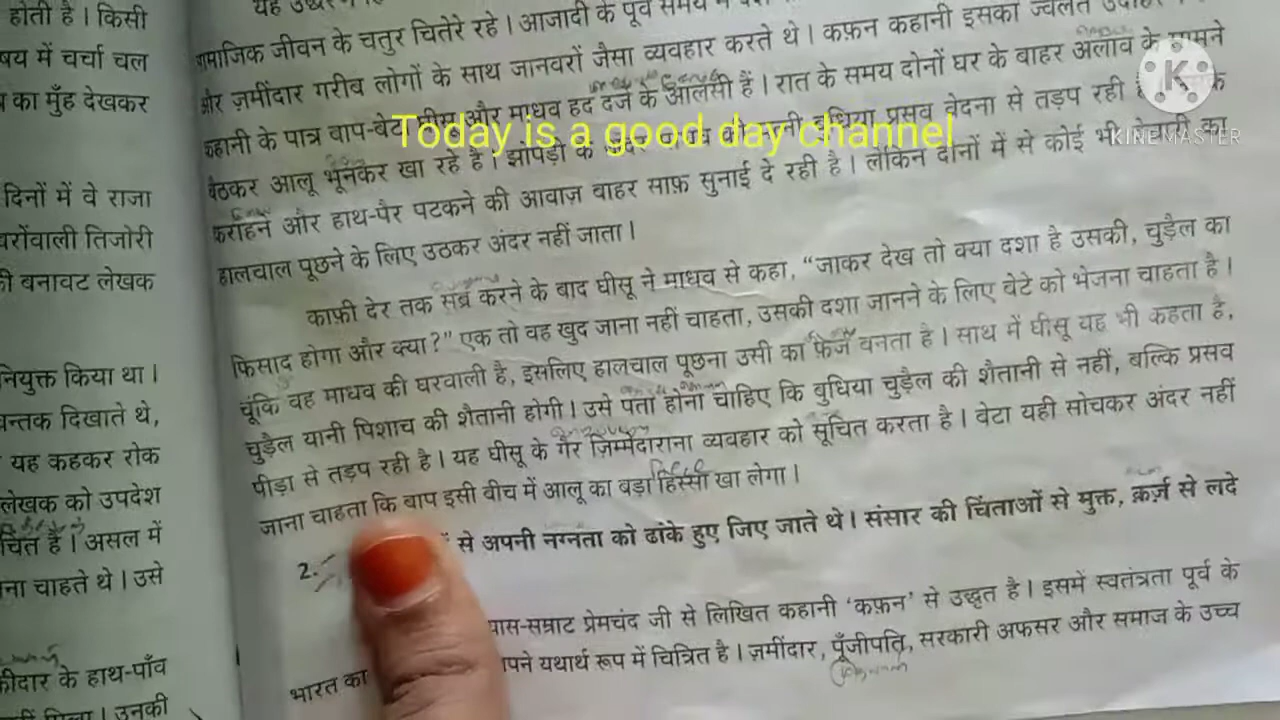 होती है। किसी
षय में चर्चा चल
का मुँह देखकर
दिनों में वे राजा
वरोंवाली तिजोरी
की बनावट लेखक
नियुक्त किया था।
वन्तक दिखाते थे,
यह कहकर रोक
लेखक को उपदेश
चित है। असल में
ना चाहते थे। उसे
कीदार के हाथ-पाँव
उनकी
यह
सामाजिक जीवन के चतुर चितेरे रहे। आजादी के पूर्व समय में
और ज़मींदार गरीब लोगों के साथ जानवरों जैसा व्यवहार करते थे। कफ़न कहानी इसका ज्वलंत
कहानी के पात्र बाप-बेटा घीसू और माधव हद दर्जे के आलसी हैं। रात के समय दोनों घर के बाहर अलाव के सामने
बैठकर आलू भूनकर खा रहे हैं। झोंपड़ी के बुधिया प्रसव वेदना से तड़प रही
कराहने और हाथ-पैर पटकने की आवाज़ बाहर साफ़ सुनाई दे रही है। लेकिन दोनों में से कोई भी का
हालचाल पूछने के लिए उठकर अंदर नहीं जाता।
काफ़ी देर तक सब्र करने के बाद घीसू ने माधव से कहा, “जाकर देख तो क्या दशा है उसकी, चुड़ैल का
फिसाद होगा और क्या?” एक तो वह खुद जाना नहीं चाहता, उसकी दशा जानने के लिए बेटे को भेजना चाहता है।
चूंकि वह माधव की घरवाली है, इसलिए हालचाल पूछना उसी का फ़र्ज बनता है। साथ में घीसू यह भी कहता है,
चुड़ैल यानी पिशाच की शैतानी होगी। उसे पता होना चाहिए कि बुधिया चुड़ैल की शैतानी से नहीं, बल्कि प्रसव
पीड़ा से तड़प रही है। यह घीसू के गैर ज़िम्मेदाराना व्यवहार को सूचित करता है। बेटा यही सोचकर अंदर नहीं
जाना चाहता कि बाप इसी बीच में आलू का बड़ा हिस्सा खा लेगा।
2. से अपनी नग्नता को ढांके हुए जिए जाते थे। संसार की चिंताओं से मुक्त, क़र्ज़ से लदे
यास-सम्राट प्रेमचंद जी से लिखित कहानी ‘कफ़न’ से उद्धृत है। इसमें स्वतंत्रता पूर्व के
भारत का पने यथार्थ रूप में चित्रित है। ज़मींदार, पूँजीपति, सरकारी अफसर और समाज के उच्च
Today is a good day channel
K
KINEMASTER